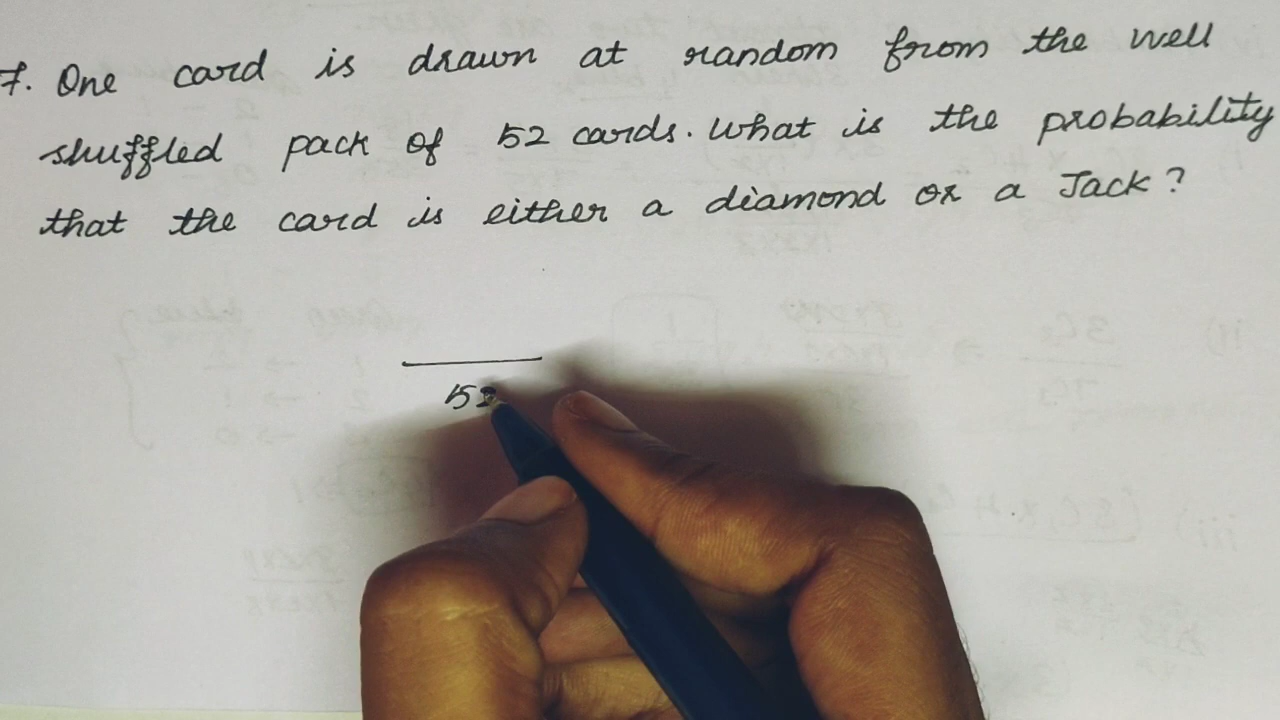 7. One card is drawn at random from the well
shuffled pack of 52 cards. What is the probability
that the card is either a diamond or a Jack?
52